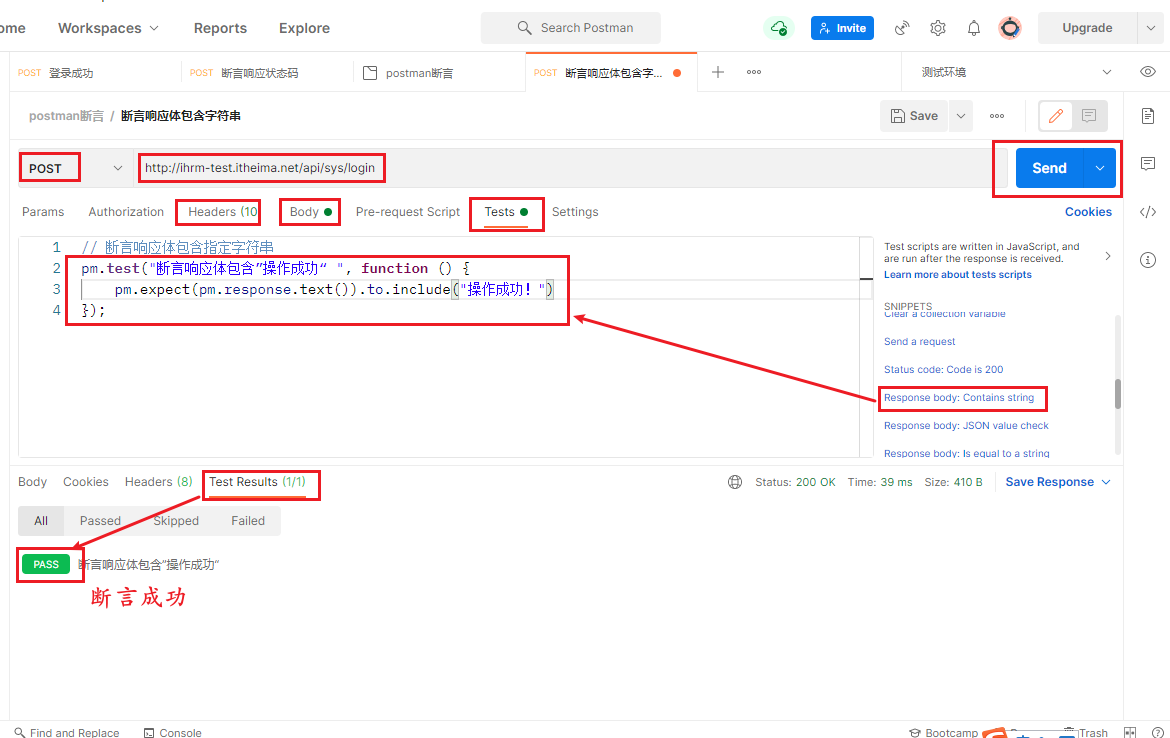 ome Workspaces Reports Explore Search Postman Invite Upgrade
POST 登录成功 POST 断言响应状态码 postman断言 POST 断言响应体包含字... 测试环境
postman断言 / 断言响应体包含字符串 Save
POST http://ihrm-test.itheima.net/api/sys/login Send
Params Authorization Headers (10 Body Pre-request Script Tests Settings Cookies
1 // 断言响应体包含指定字符串
2 pm.test("断言响应体包含”操作成功“ ", function () {
3 pm.expect(pm.response.text()).to.include("操作成功！")
4 });
Test scripts are written in JavaScript, and
are run after the response is received.
Learn more about tests scripts
SNIPPETS
Clear a collection variable
Send a request
Status code: Code is 200
Response body: Contains string
Response body: JSON value check
Response body: Is equal to a string
Body Cookies Headers (8) Test Results (1/1) Status: 200 OK Time: 39 ms Size: 410 B Save Response
All Passed Skipped Failed
PASS 断言响应体包含”操作成功“
断言成功
Find and Replace Console Bootcamp Trash